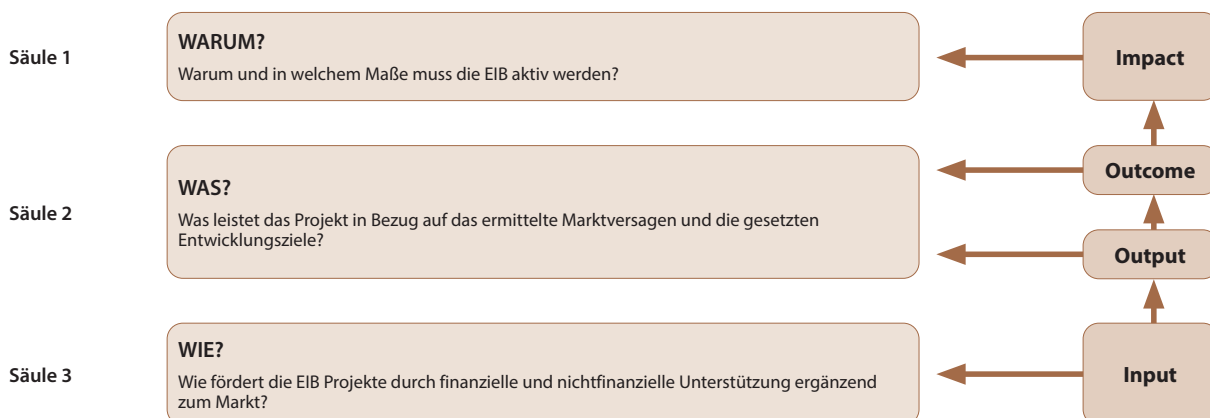 Säule 1
WARUM?
Warum und in welchem Maße muss die EIB aktiv werden?
Impact
Säule 2
WAS?
Was leistet das Projekt in Bezug auf das ermittelte Marktversagen und die gesetzten
Entwicklungsziele?
Outcome
Output
Säule 3
WIE?
Wie fördert die EIB Projekte durch finanzielle und nichtfinanzielle Unterstützung ergänzend
zum Markt?
Input